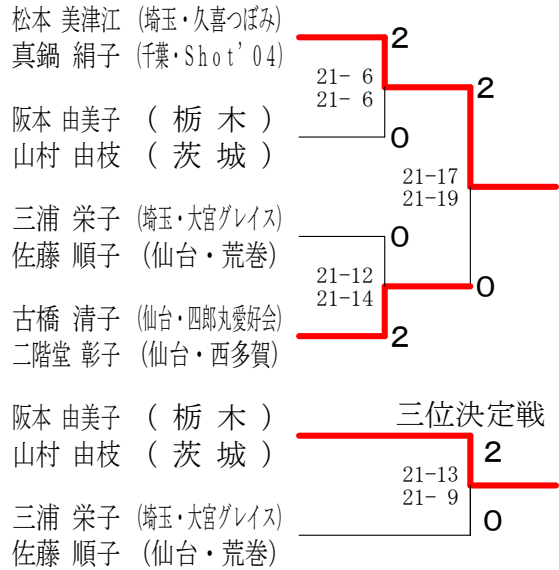 松本 美津江 (埼玉・久喜つぼみ)
真鍋 絹子 (千葉・Shot'04)
2
21- 6
21- 6
2
阪本 由美子 ( 栃 木 )
山村 由枝 ( 茨 城 )
0
21-17
21-19
三浦 栄子 (埼玉・大宮グレイス)
佐藤 順子 (仙台・荒巻)
0
21-12
21-14
0
古橋 清子 (仙台・四郎丸愛好会)
二階堂 彰子 (仙台・西多賀)
2
三位決定戦
阪本 由美子 ( 栃 木 )
山村 由枝 ( 茨 城 )
2
21-13
21- 9
三浦 栄子 (埼玉・大宮グレイス)
佐藤 順子 (仙台・荒巻)
0